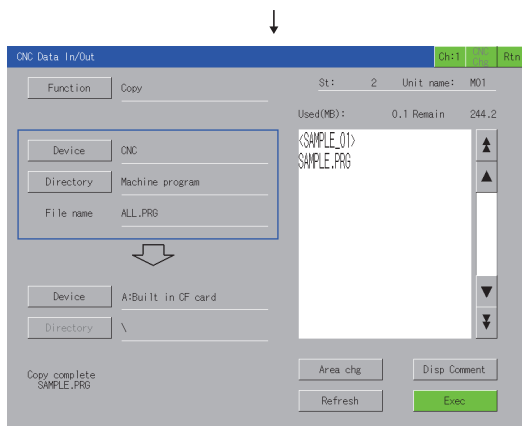 CNC Data In/Out
Ch:1
CNC Chg
Rtn
Function
Copy
St: 2 Unit name: M01
Used(MB): 0.1 Remain 244.2
Device
CNC
Directory
Machine program
File name
ALL.PRG
<SAMPLE_01>
SAMPLE.PRG
Device
A:Built in CF card
Directory
\
Copy complete
SAMPLE.PRG
Area chg
Disp Comment
Refresh
Exec